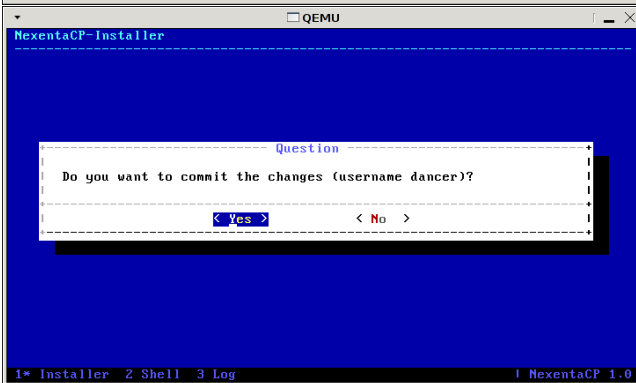 QEMU
NexentaCP-Installer
Question
Do you want to commit the changes (username dancer)?
< Yes > < No >
1* Installer 2 Shell 3 Log | NexentaCP 1.0